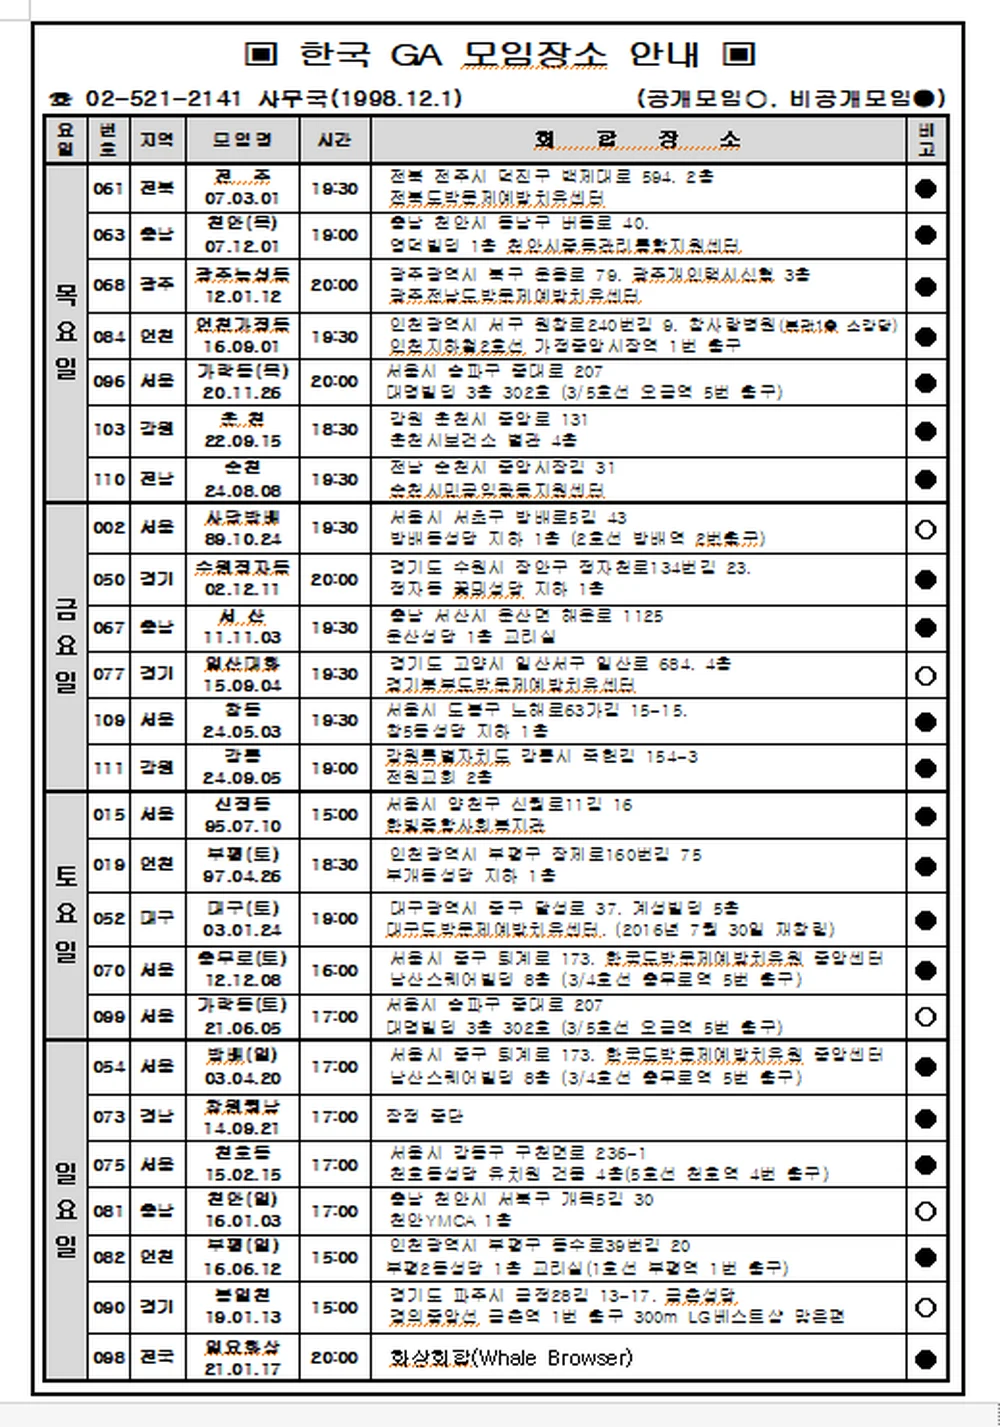 ▣ 한국 GA 모임장소 안내 ▣
☎ 02-521-2141 사무국(1998.12.1) (공개모임○. 비공개모임●)
요일 번호 지역 모임명 시간 회 합 장 소 비고
목요일
061 전북 전 주 07.03.01 19:30 전북 전주시 덕진구 백제대로 594. 2층 ●
전북도박문제예방치유센터
063 충남 천안(목) 07.12.01 19:00 충남 천안시 동남구 버들로 40. ●
영덕빌딩 1층 천안시중독관리통합지원센터
068 광주 광주농성동 12.01.12 20:00 광주광역시 북구 운움로 79. 광주개인택시신협 3층 ●
광주전남도박문제예방치유센터
084 인천 인천가정동 16.09.01 19:30 인천광역시 서구 원창로240번길 9. 참사랑병원(본관1층 소강당) ●
인천지하철2호선 가정중앙시장역 1번 출구
096 서울 가락동(목) 20.11.26 20:00 서울시 송파구 중대로 207 ●
대명빌딩 3층 302호 (3/5호선 오금역 5번 출구)
103 강원 춘 천 22.09.15 18:30 강원 춘천시 중앙로 131 ●
춘천시보건소 별관 4층
110 전남 순천 24.08.08 19:30 전남 순천시 중앙시장길 31 ●
순천시민공익활동지원센터
금요일
002 서울 사당방배 89.10.24 19:30 서울시 서초구 방배로5길 43 ○
방배동성당 지하 1층 (2호선 방배역 2번출구)
050 경기 수원정자동 02.12.11 20:00 경기도 수원시 장안구 정자천로134번길 23. ●
정자동 꽃뫼성당 지하 1층
067 충남 서 산 11.11.03 19:30 충남 서산시 운산면 해운로 1125 ●
운산성당 1층 교리실
077 경기 일산대화 15.09.04 19:30 경기도 고양시 일산서구 일산로 684. 4층 ○
경기북부도박문제예방치유센터
109 서울 창동 24.05.03 19:30 서울시 도봉구 노해로63가길 15-15. ●
창5동성당 지하 1층
111 강원 강릉 24.09.05 19:00 강원특별자치도 강릉시 죽헌길 154-3 ●
전원교회 2층
토요일
015 서울 신정동 95.07.10 15:00 서울시 양천구 신월로11길 16 ●
한빛종합사회복지관
019 인천 부평(토) 97.04.26 18:30 인천광역시 부평구 장제로160번길 75 ●
부개동성당 지하 1층
052 대구 대구(토) 03.01.24 19:00 대구광역시 중구 달성로 37. 계성빌딩 5층 ●
대구도박문제예방치유센터. (2016년 7월 30일 재창립)
070 서울 충무로(토) 12.12.08 16:00 서울시 중구 퇴계로 173. 한국도박문제예방치유원 중앙센터 ●
남산스퀘어빌딩 8층 (3/4호선 충무로역 5번 출구)
099 서울 가락동(토) 21.06.05 17:00 서울시 송파구 중대로 207 ○
대명빌딩 3층 302호 (3/5호선 오금역 5번 출구)
일요일
054 서울 방배(일) 03.04.20 17:00 서울시 중구 퇴계로 173. 한국도박문제예방치유원 중앙센터 ●
남산스퀘어빌딩 8층 (3/4호선 충무로역 5번 출구)
073 경남 창원경남 14.09.21 17:00 잠정 중단 ●
075 서울 천호동 15.02.15 17:00 서울시 강동구 구천면로 236-1 ●
천호동성당 유치원 건물 4층(5호선 천호역 4번 출구)
081 충남 천안(일) 16.01.03 17:00 충남 천안시 서북구 개목5길 30 ○
천안YMCA 1층
082 인천 부평(일) 16.06.12 15:00 인천광역시 부평구 동수로39번길 20 ●
부평2동성당 1층 교리실(1호선 부평역 1번 출구)
090 경기 봉일천 19.01.13 15:00 경기도 파주시 금정28길 13-17. 금촌성당. ○
경의중앙선 금촌역 1번 출구 300m LG베스트샵 맞은편
098 전국 일요화상 21.01.17 20:00 화상회합(Whale Browser) ●